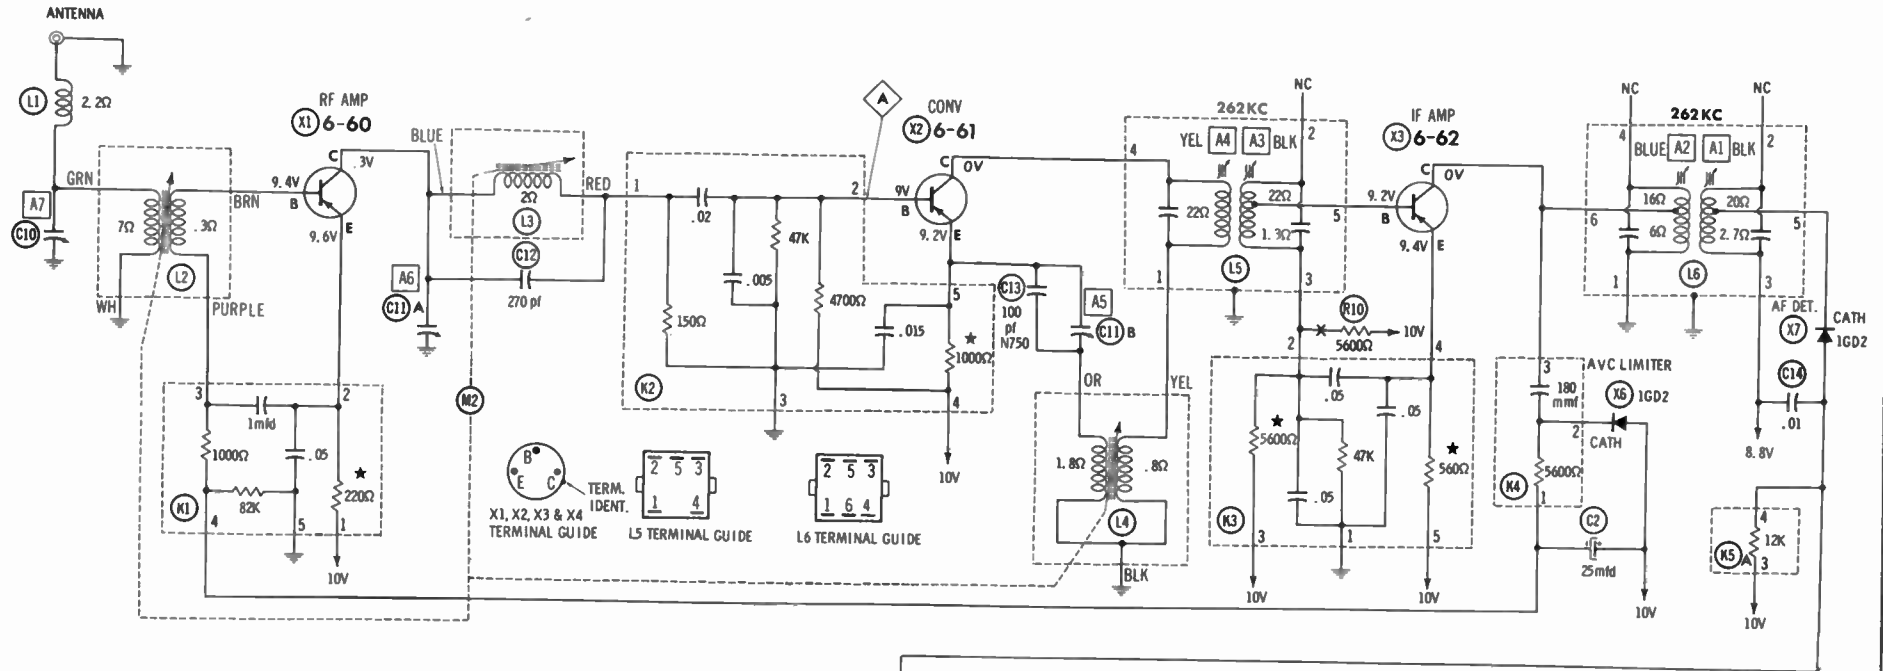 ANTENNA
L1
2.2Ω
A7
C10
GRN
7Ω
.3Ω
BRN
L2
WH
PURPLE
RF AMP
X1 6-60
C
.3V
9.4V
B
9.6V
E
BLUE
2Ω
L3
RED
C12
270 pf
A6
C11 A
M2
3
2
1mfd
1000Ω
.05
★
220Ω
82K
K1
4
5
1
10V
1
2
.02
47K
.005
150Ω
4700Ω
.015
5
★
1000Ω
K2
3
4
10V
A
CONV
X2 6-61
C
0V
9V
B
9.2V
E
C13
100
pf
N750
A5
C11 B
OR
YEL
1.8Ω
.8Ω
L4
BLK
B
E
C
TERM.
IDENT.
X1, X2, X3 & X4
TERMINAL GUIDE
2 5 3
1 4
L5 TERMINAL GUIDE
2 5 3
1 6 4
L6 TERMINAL GUIDE
NC
262KC
4
YEL
A4
A3
BLK
2
22Ω
22Ω
1.3Ω
5
1
L5
3
R10
5600Ω
10V
IF AMP
X3 6-62
C
0V
9.2V
B
9.4V
E
2
4
.05
.05
★
5600Ω
47K
★
560Ω
.05
K3
3
1
5
10V
10V
NC
NC
262KC
4
BLUE
A2
A1
BLK
2
16Ω
20Ω
6
6Ω
2.7Ω
5
1
L6
3
AF DET.
X7
CATH
1GD2
AVC LIMITER
3
180
mmf
X6 1GD2
2
CATH
5600Ω
K4
1
C2
25mfd
10V
C14
.01
8.8V
4
12K
K5 A
3
10V